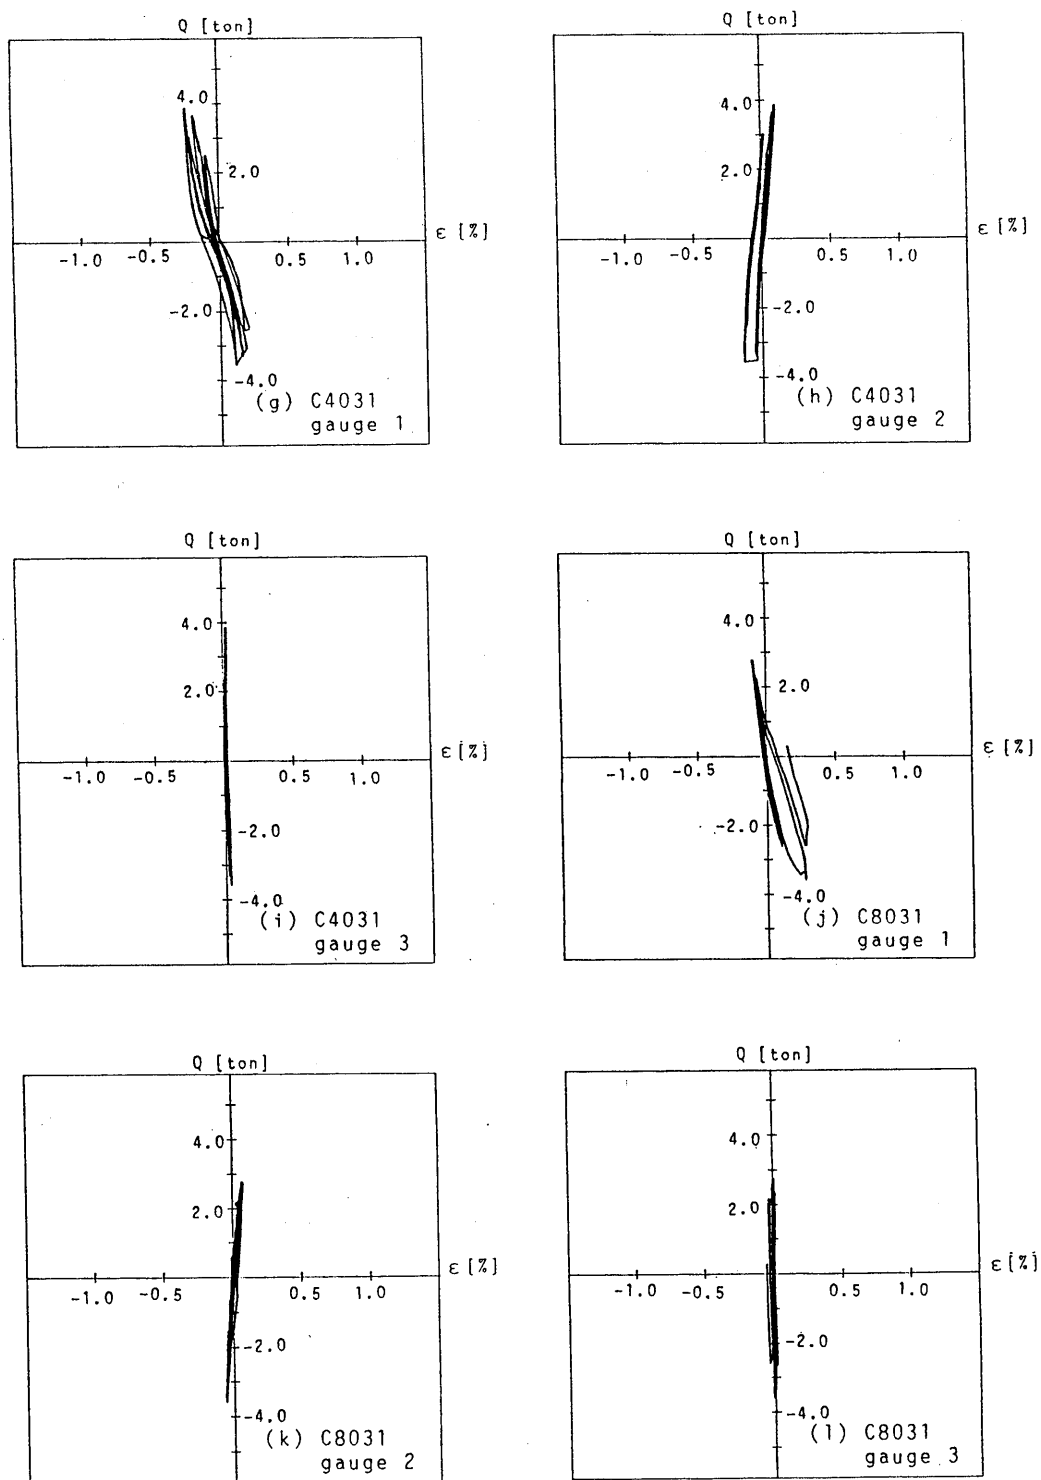 Q [ton]
4.0
2.0
ε [%]
-1.0 -0.5 0.5 1.0
-2.0
-4.0
(g) C4031
gauge 1
Q [ton]
4.0
2.0
ε [%]
-1.0 -0.5 0.5 1.0
-2.0
-4.0
(h) C4031
gauge 2
Q [ton]
4.0
2.0
ε [%]
-1.0 -0.5 0.5 1.0
-2.0
-4.0
(i) C4031
gauge 3
Q [ton]
4.0
2.0
ε [%]
-1.0 -0.5 0.5 1.0
-2.0
-4.0
(j) C8031
gauge 1
Q [ton]
4.0
2.0
ε [%]
-1.0 -0.5 0.5 1.0
-2.0
-4.0
(k) C8031
gauge 2
Q [ton]
4.0
2.0
ε [%]
-1.0 -0.5 0.5 1.0
-2.0
-4.0
(l) C8031
gauge 3